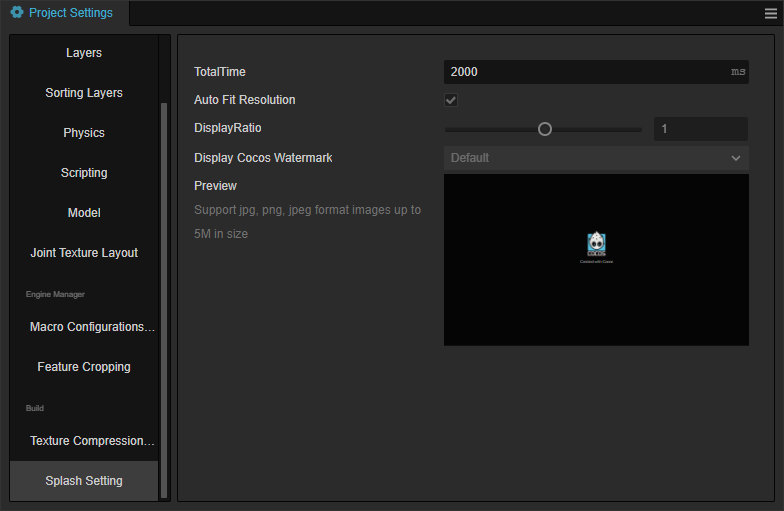 Project Settings
Layers
Sorting Layers
Physics
Scripting
Model
Joint Texture Layout
Engine Manager
Macro Configurations...
Feature Cropping
Build
Texture Compression...
Splash Setting
TotalTime
2000
ms
Auto Fit Resolution
DisplayRatio
1
Display Cocos Watermark
Default
Preview
Support jpg, png, jpeg format images up to
5M in size
COCOS
Created with Cocos